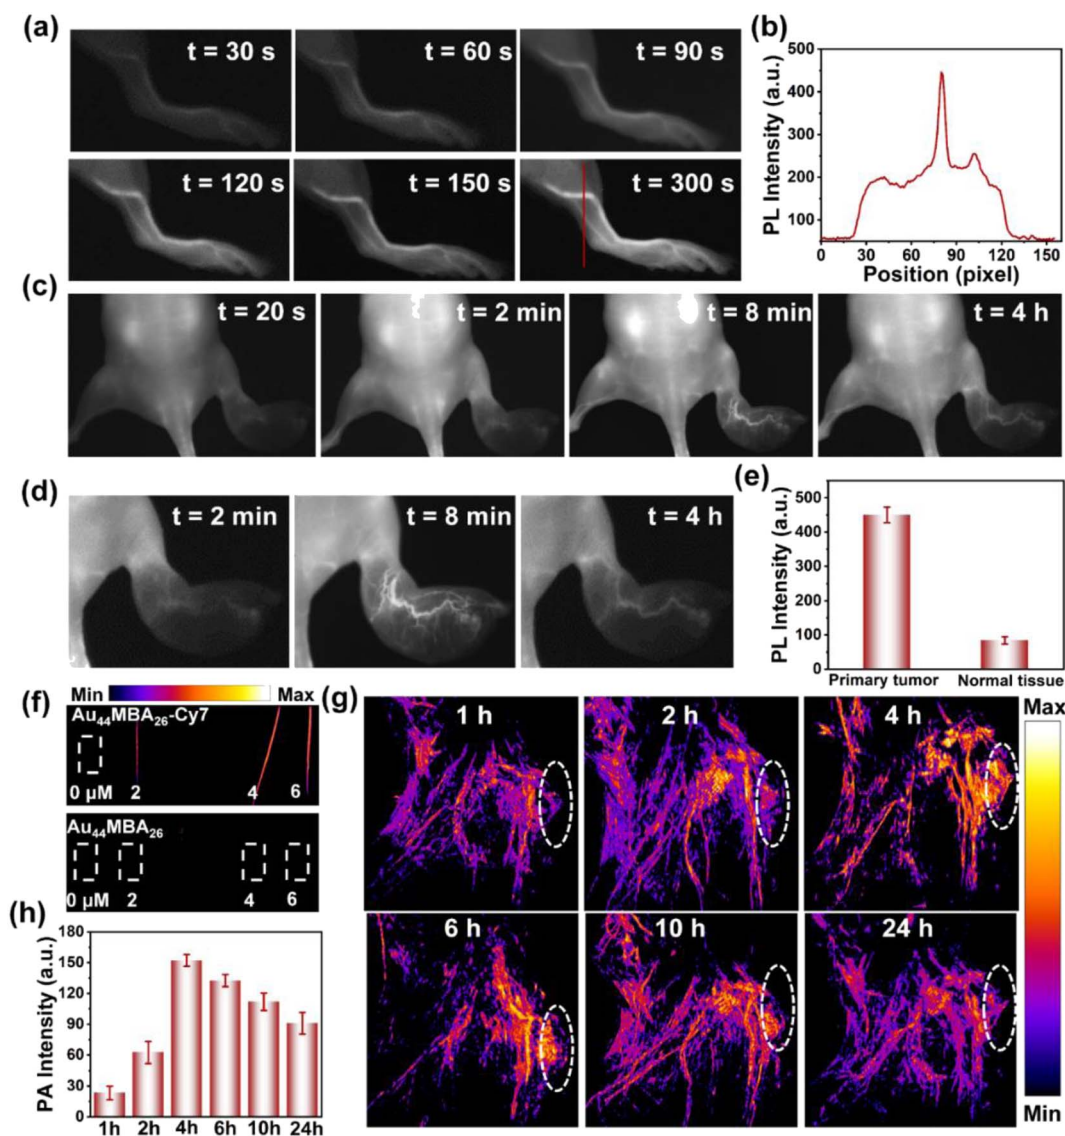 (a)
t = 30 s
t = 60 s
t = 90 s
t = 120 s
t = 150 s
t = 300 s
(b)
500
400
300
200
100
0 30 60 90 120 150
PL Intensity (a.u.)
Position (pixel)
(c)
t = 20 s
t = 2 min
t = 8 min
t = 4 h
(d)
t = 2 min
t = 8 min
t = 4 h
(e)
500
400
300
200
100
0
PL Intensity (a.u.)
Primary tumor Normal tissue
(f)
Min Max
Au44MBA26-Cy7
0 μM 2 4 6
Au44MBA26
0 μM 2 4 6
(g)
1 h
2 h
4 h
6 h
10 h
24 h
Max
Min
(h)
180
150
120
90
60
30
0
PA Intensity (a.u.)
1h 2h 4h 6h 10h 24h